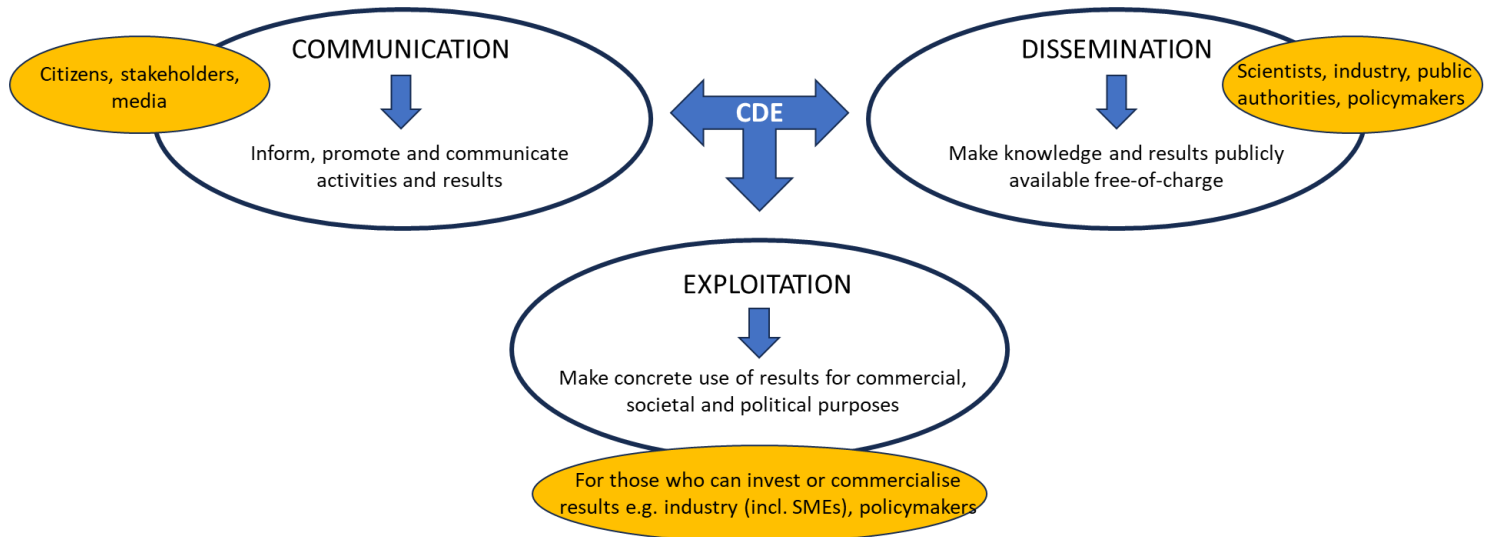 COMMUNICATION
Citizens, stakeholders,
media
Inform, promote and communicate
activities and results
CDE
DISSEMINATION
Scientists, industry, public
authorities, policymakers
Make knowledge and results publicly
available free-of-charge
EXPLOITATION
Make concrete use of results for commercial,
societal and political purposes
For those who can invest or commercialise
results e.g. industry (incl. SMEs), policymakers